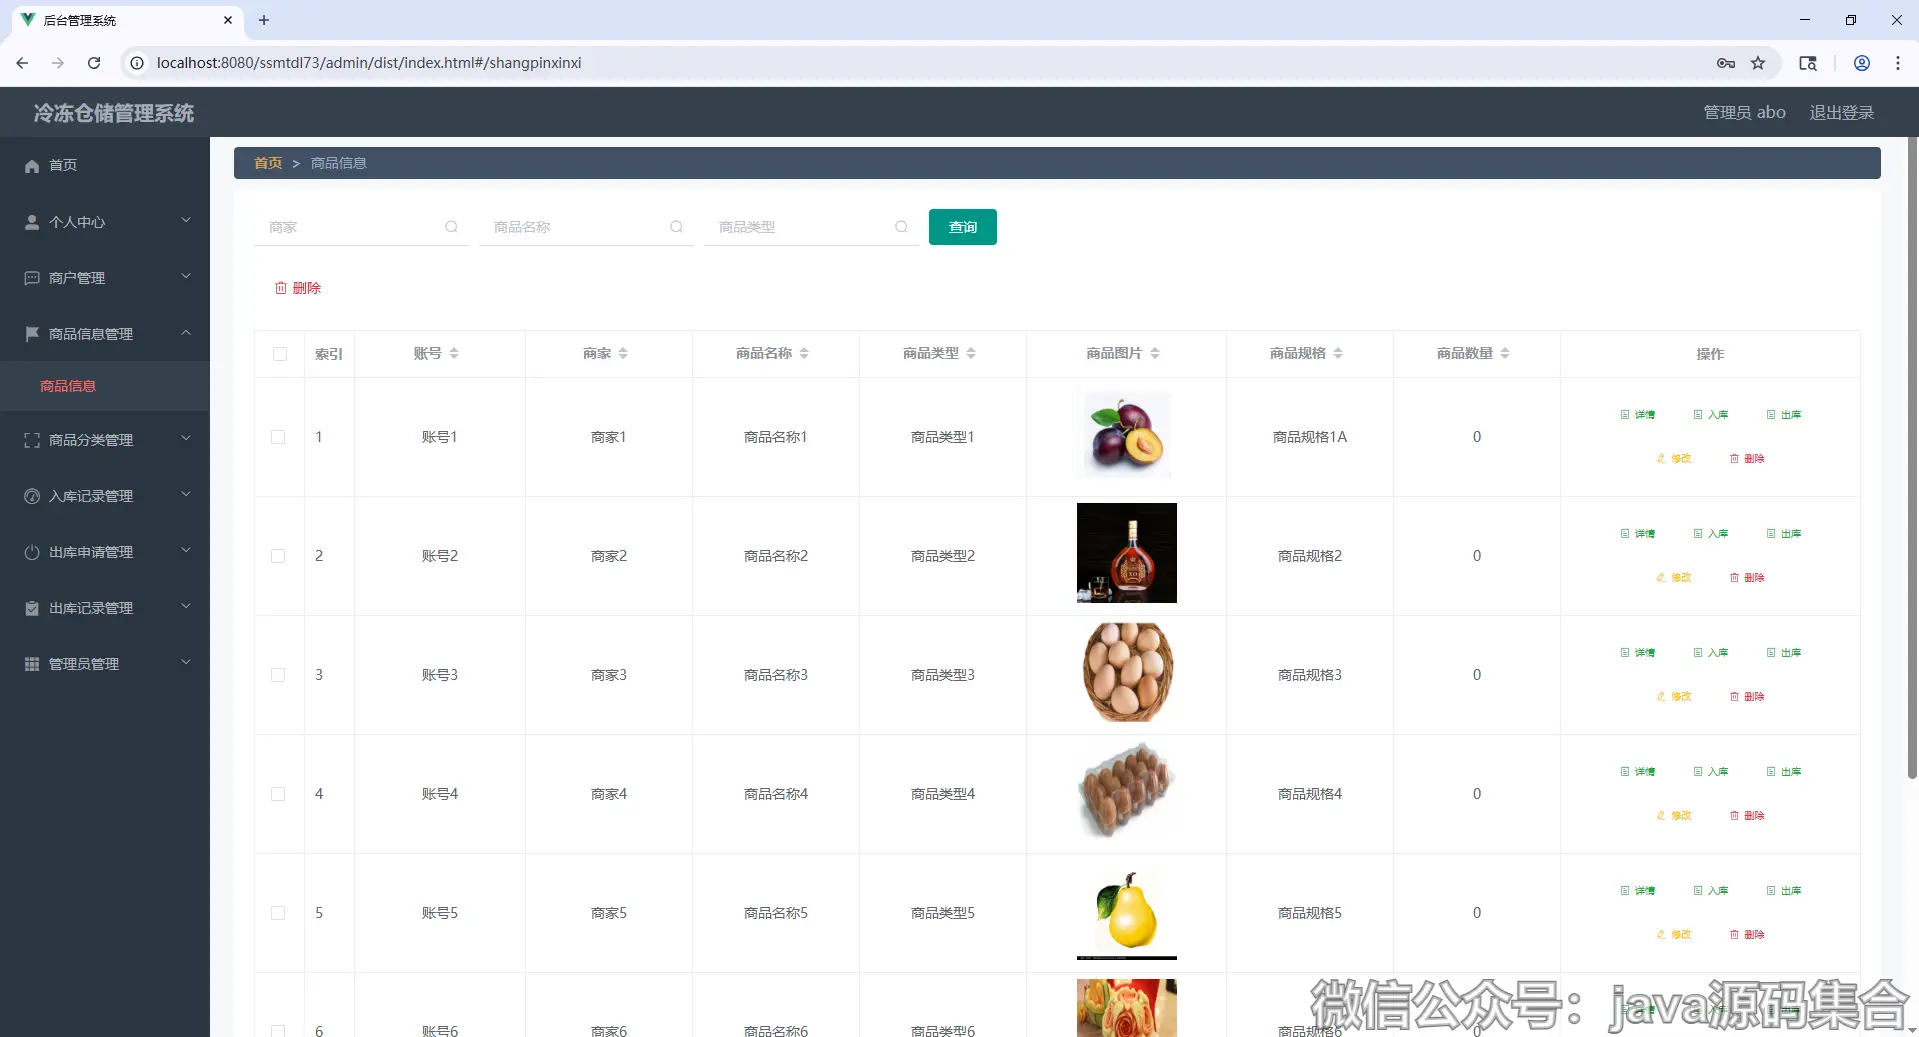 后台管理系统
localhost:8080/ssmtdl73/admin/dist/index.html#/shangpinxinxi
冷冻仓储管理系统
管理员 abo 退出登录
首页
个人中心
商户管理
商品信息管理
商品信息
商品分类管理
入库记录管理
出库申请管理
出库记录管理
管理员管理
首页 > 商品信息
商家 商品名称 商品类型 查询
删除
索引 账号 商家 商品名称 商品类型 商品图片 商品规格 商品数量 操作
1 账号1 商家1 商品名称1 商品类型1 商品规格1A 0
详情 入库 出库
修改 删除
2 账号2 商家2 商品名称2 商品类型2 商品规格2 0
详情 入库 出库
修改 删除
3 账号3 商家3 商品名称3 商品类型3 商品规格3 0
详情 入库 出库
修改 删除
4 账号4 商家4 商品名称4 商品类型4 商品规格4 0
详情 入库 出库
修改 删除
5 账号5 商家5 商品名称5 商品类型5 商品规格5 0
详情 入库 出库
修改 删除
6 账号6 商家6 商品名称6 商品类型6 商品规格6 0
微信公众号：java源码集合